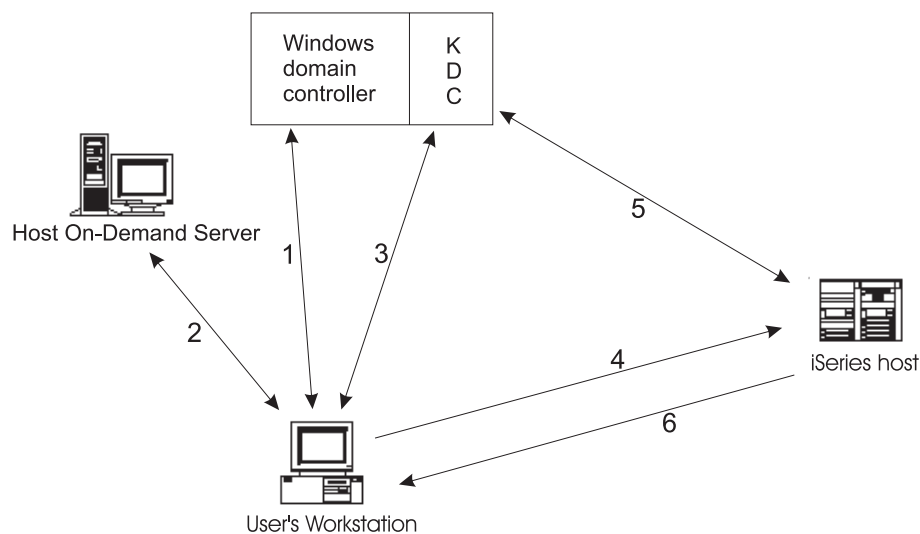 Windows
domain
controller
K
D
C
Host On-Demand Server
1
3
5
2
4
iSeries host
6
User's Workstation